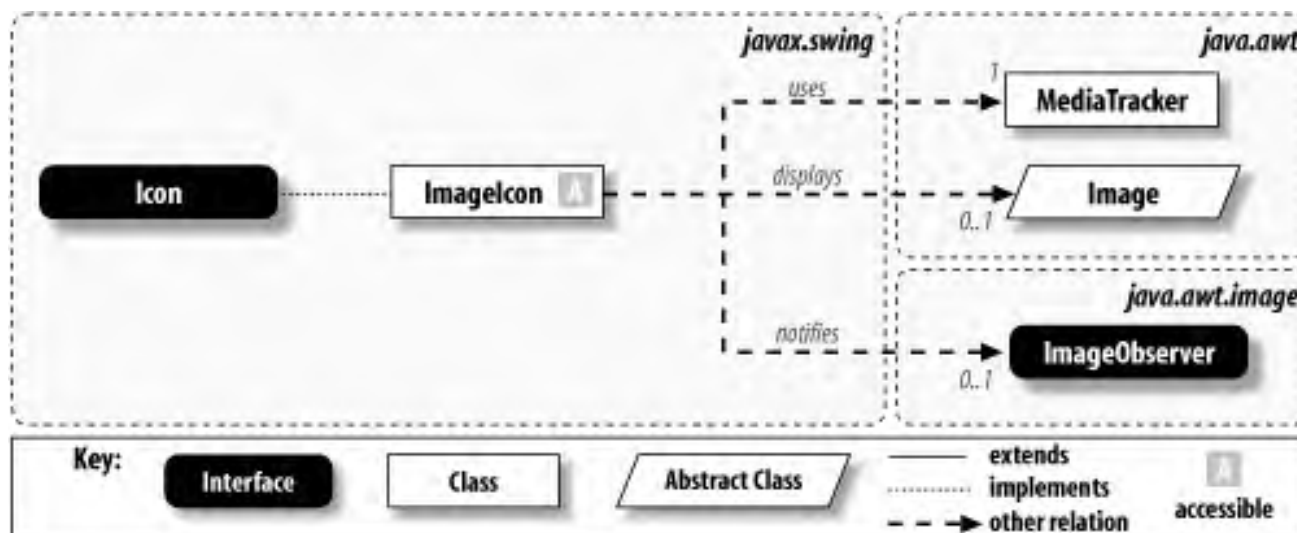 javax.swing
java.awt
uses
1
MediaTracker
Icon
ImageIcon A
displays
Image
0..1
java.awt.image
notifies
ImageObserver
0..1
Key:
Interface
Class
Abstract Class
extends
implements
other relation
A
accessible